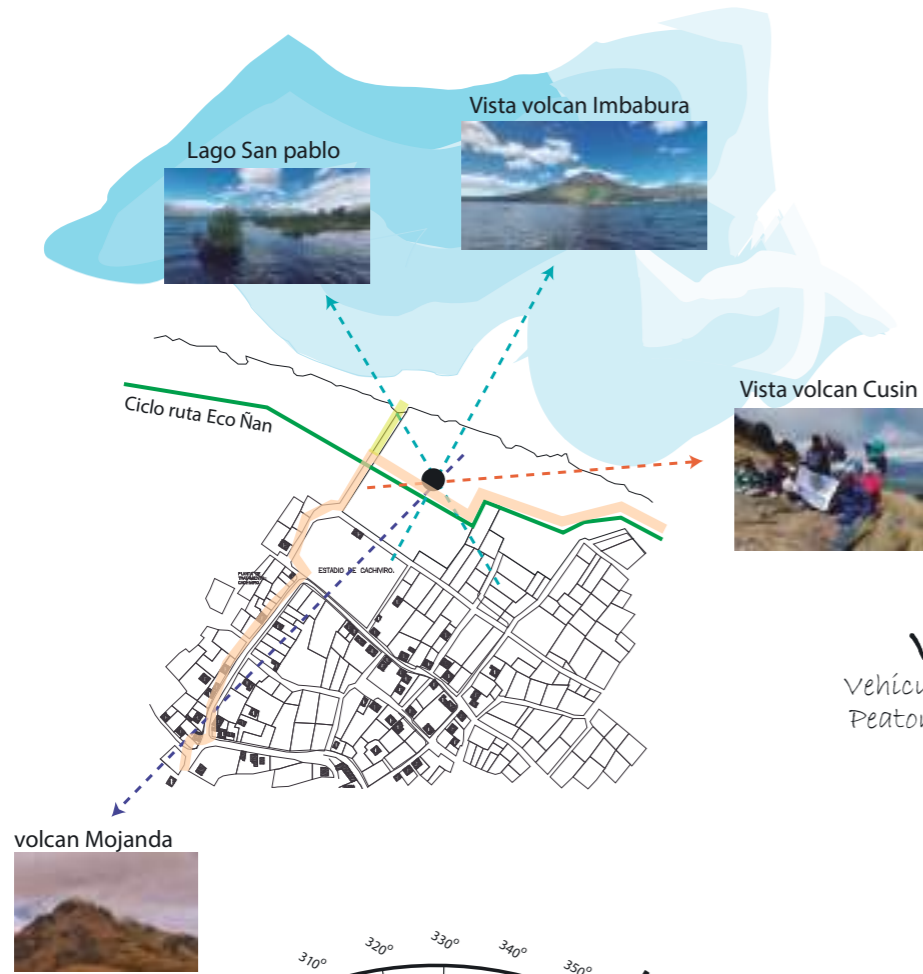 Vista volcan Imbabura
Lago San pablo
Vista volcan Cusin
Ciclo ruta Eco Ñan
ESTADIO DE CACHIVIRO.
volcan Mojanda
310°
320°
330°
340°
350°